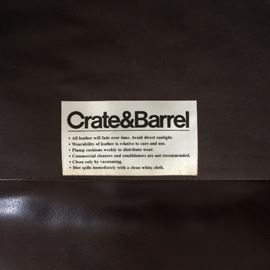 Crate&Barrel
• All leather will fade over time. Avoid direct sunlight.
• Wearability of leather is relative to care and use.
• Plump cushions weekly to distribute wear.
• Commercial cleaners and conditioners are not recommended.
• Clean only by vacuuming.
• Blot spills immediately with a clean white cloth.